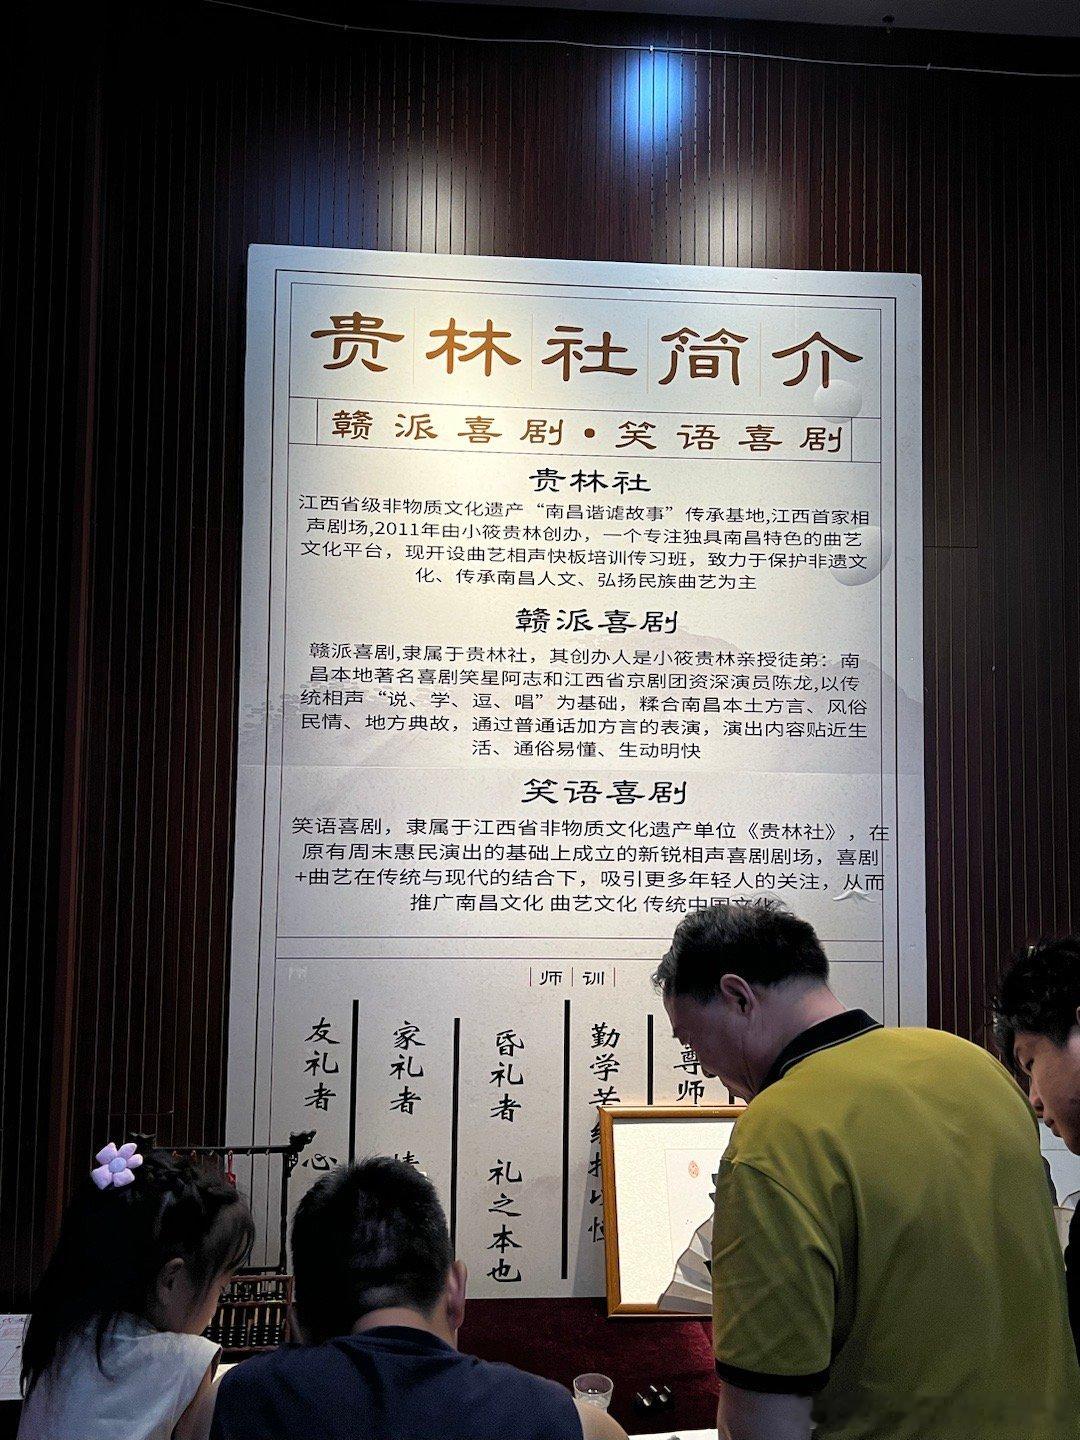 贵林社简介
赣派喜剧·笑语喜剧
贵林社
江西省级非物质文化遗产“南昌谐谑故事”传承基地,江西首家相
声剧场,2011年由小筱贵林创办，一个专注独具南昌特色的曲艺
文化平台，现开设曲艺相声快板培训传习班，致力于保护非遗文
化、传承南昌人文、弘扬民族曲艺为主
赣派喜剧
赣派喜剧,隶属于贵林社，其创办人是小筱贵林亲授徒弟：南
昌本地著名喜剧笑星阿志和江西省京剧团资深演员陈龙,以传
统相声“说、学、逗、唱”为基础，糅合南昌本土方言、风俗
民情、地方典故，通过普通话加方言的表演，演出内容贴近生
活、通俗易懂、生动明快
笑语喜剧
笑语喜剧，隶属于江西省非物质文化遗产单位《贵林社》，在
原有周末惠民演出的基础上成立的新锐相声喜剧剧场，喜剧
+曲艺在传统与现代的结合下，吸引更多年轻人的关注，从而
推广南昌文化 曲艺文化 传统中国文化
师训
尊师
勤学苦
昏礼者 礼之本也
家礼者
友礼者 心